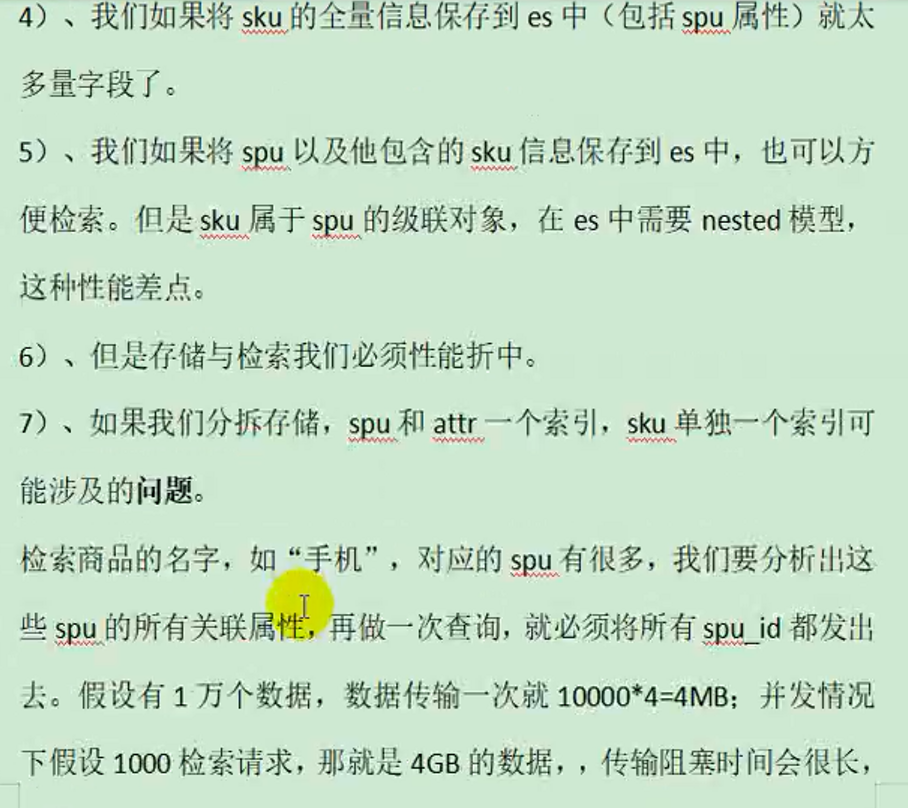 4）、我们如果将 sku 的全量信息保存到 es 中（包括 spu 属性）就太
多量字段了。
5）、我们如果将 spu 以及他包含的 sku 信息保存到 es 中，也可以方
便检索。但是 sku 属于 spu 的级联对象，在 es 中需要 nested 模型，
这种性能差点。
6）、但是存储与检索我们必须性能折中。
7）、如果我们分拆存储，spu 和 attr 一个索引，sku 单独一个索引可
能涉及的问题。
检索商品的名字，如“手机”，对应的 spu 有很多，我们要分析出这
些 spu 的所有关联属性，再做一次查询，就必须将所有 spu_id 都发出
去。假设有 1 万个数据，数据传输一次就 10000*4=4MB；并发情况
下假设 1000 检索请求，那就是 4GB 的数据，，传输阻塞时间会很长，